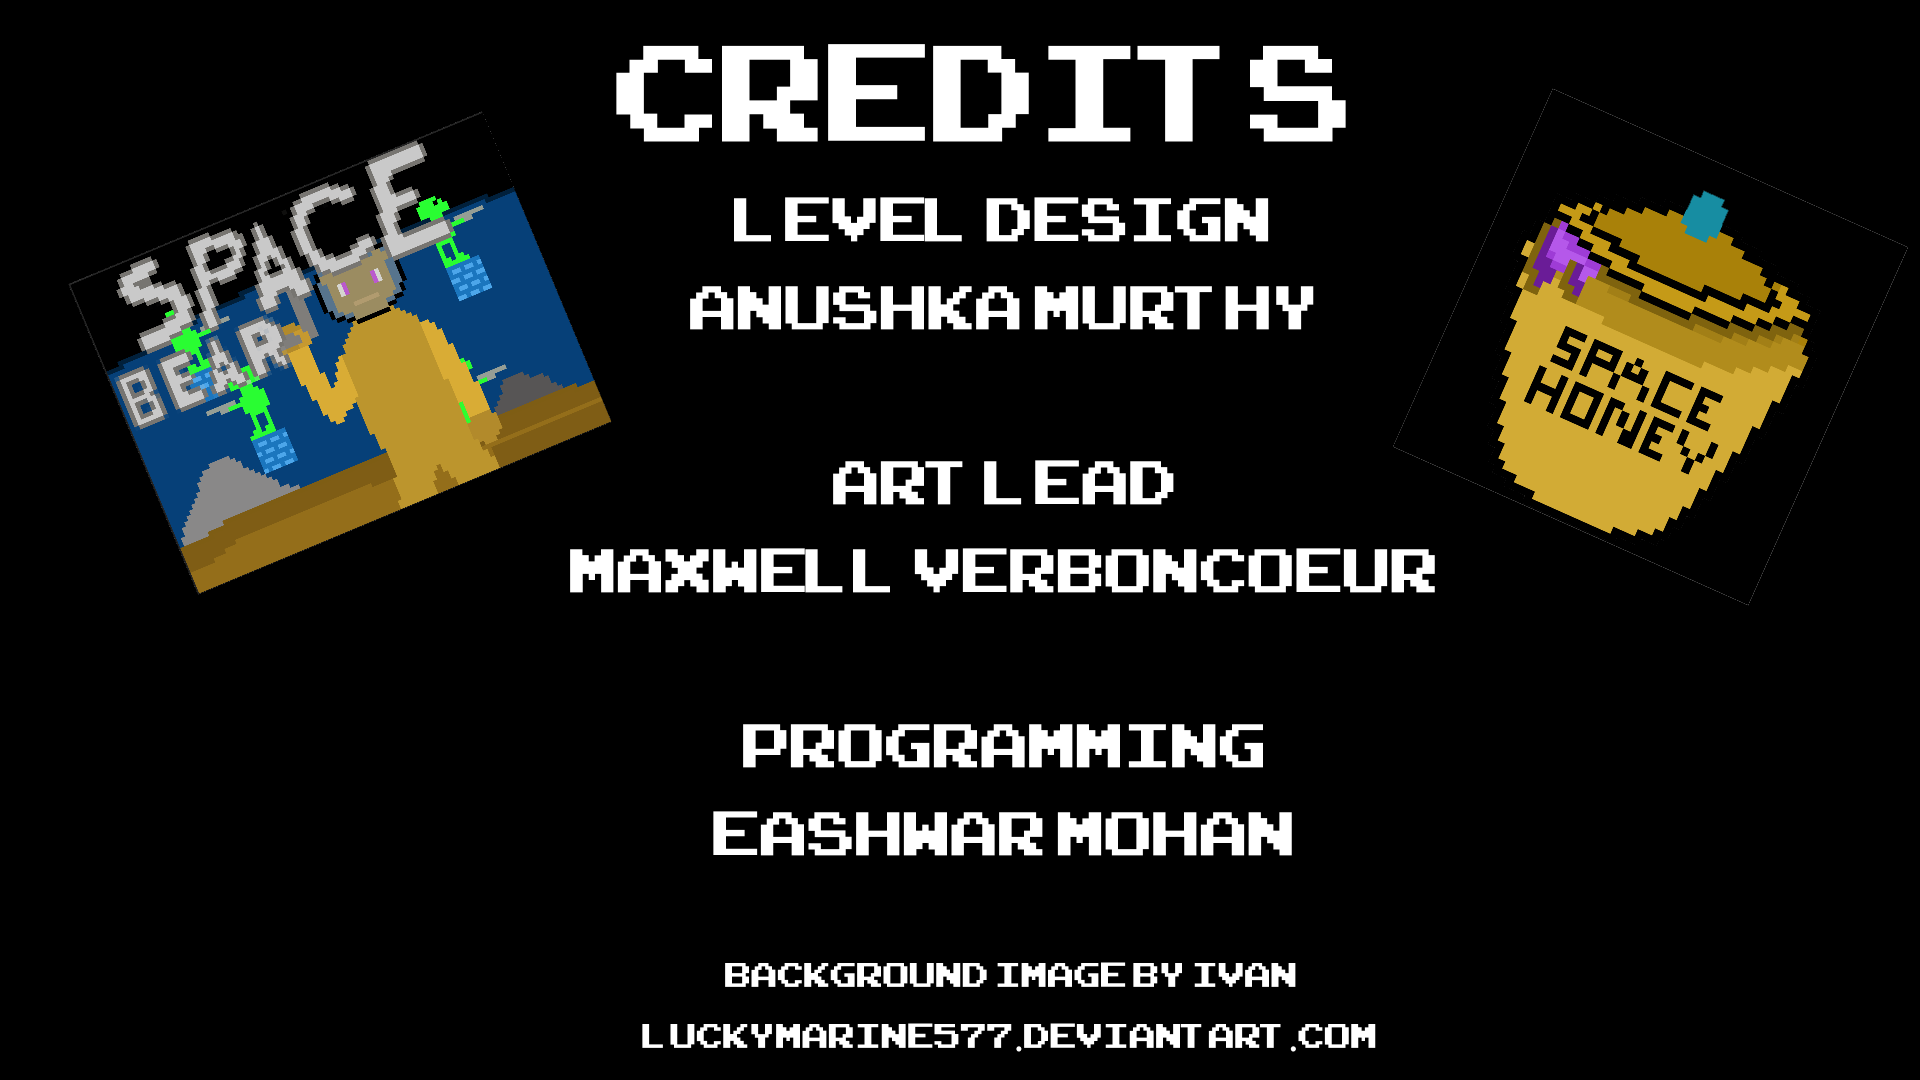 CREDITS
SPACE
BEAR
LEVEL DESIGN
ANUSHKA MURTHY
SPACE
HONEY
ART LEAD
MAXWELL VERBONCOEUR
PROGRAMMING
EASHWAR MOHAN
BACKGROUND IMAGE BY IVAN
LUCKYMARINE577.DEVIANTART.COM